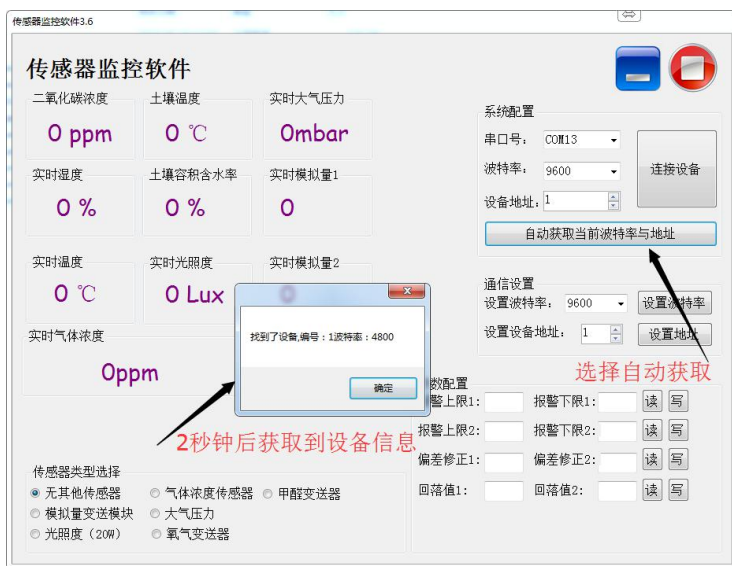 传感器监控软件3.6
传感器监控软件
二氧化碳浓度 土壤温度 实时大气压力
0 ppm 0 ℃ 0mbar
实时湿度 土壤容积含水率 实时模拟量1
0 % 0 % 0
实时温度 实时光照度 实时模拟量2
0 ℃ 0 Lux 0
实时气体浓度
0ppm
系统配置
串口号： COM13
波特率： 9600
设备地址： 1
连接设备
自动获取当前波特率与地址
通信设置
设置波特率： 9600 设置波特率
设置设备地址： 1 设置地址
找到了设备,编号：1波特率：4800
确定
选择自动获取
2秒钟后获取到设备信息
数配置
警上限1: 报警下限1: 读 写
报警上限2: 报警下限2: 读 写
偏差修正1: 偏差修正2: 读 写
回落值1: 回落值2: 读 写
传感器类型选择
无其他传感器 气体浓度传感器 甲醛变送器
模拟量变送模块 大气压力
光照度（20W） 氧气变送器